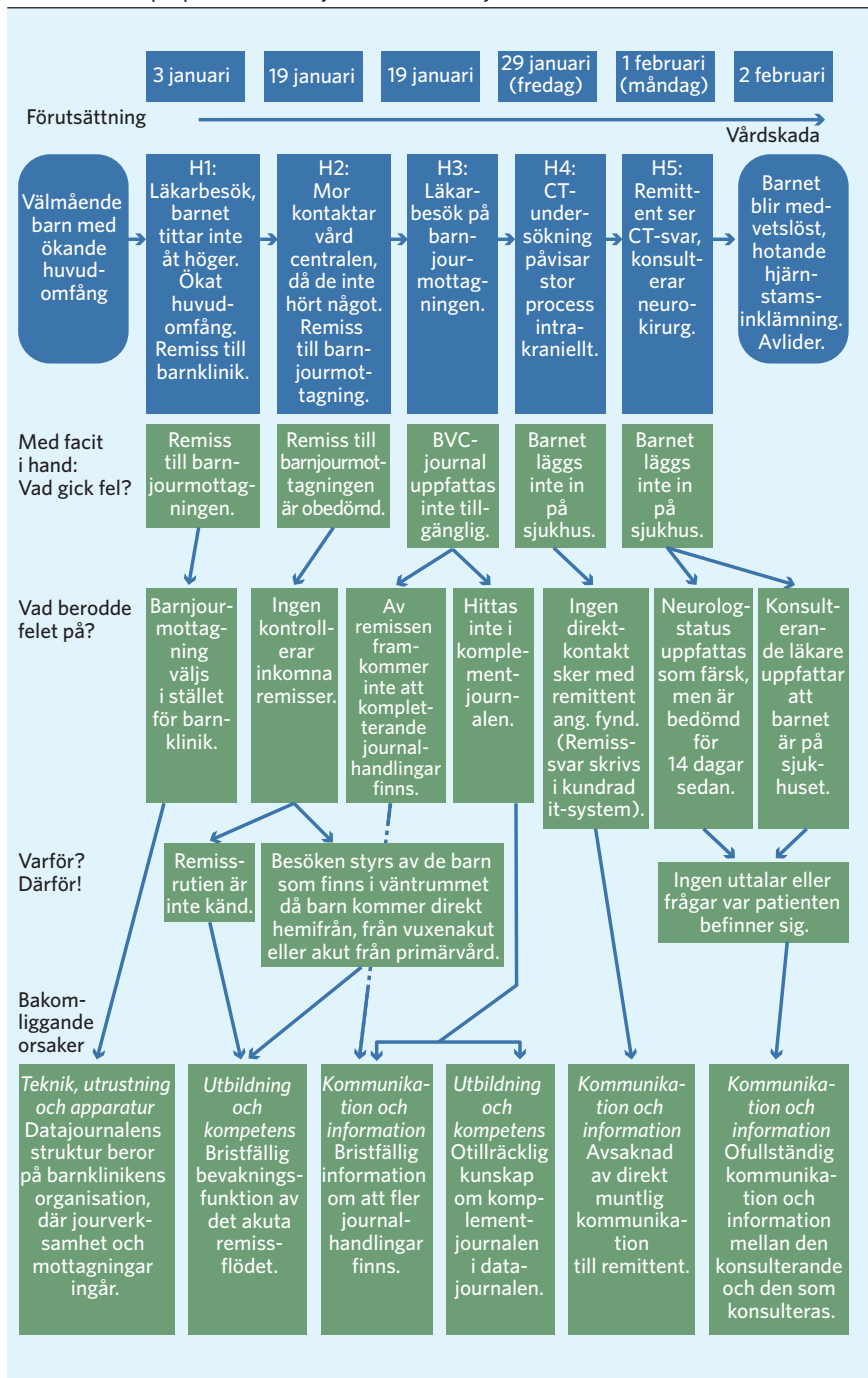 3 januari
19 januari
19 januari
29 januari
(fredag)
1 februari
(måndag)
2 februari
Förutsättning
Vårdskada
Välmående
barn med
ökande
huvud-
omfång
H1:
Läkarbesök,
barnet
tittar inte
åt höger.
Ökat
huvud-
omfång.
Remiss till
barnklinik.
H2:
Mor
kontaktar
vård
centralen,
då de inte
hört något.
Remiss
till barn-
jourmot-
tagning.
H3:
Läkar-
besök på
barn-
jour-
mottag-
ningen.
H4:
CT-
under-
sökning
påvisar
stor
process
intra-
kraniellt.
H5:
Remitt-
ent ser
CT-svar,
konsult-
erar
neuro-
kirurg.
Barnet
blir med-
vetslöst,
hotande
hjärn-
stams-
inklämning.
Avlider.
Med facit
i hand:
Vad gick fel?
Remiss
till barn-
jourmottag-
ningen.
Remiss till
barnjourmot-
tagningen
är obedömd.
BVC-
journal
uppfattas
inte till-
gänglig.
Barnet
läggs
inte in
på
sjukhus.
Barnet
läggs
inte in
på
sjukhus.
Vad berodde
felet på?
Barnjour-
mottag-
ning
väljs
i stället
för barn-
klinik.
Ingen
kontroll-
erar
inkomna
remisser.
Av
remissen
fram-
kommer
inte att
komplet-
terande
journal-
handlingar
finns.
Hittas
inte i
komple-
ment-
journ-
alen.
Ingen
direkt-
kontakt
sker med
remittent
ang. fynd.
(Remiss-
svar skrivs
i kundrad
it-system).
Neurolog-
status
uppfattas
som färsk,
men är
bedömd
för
14 dagar
sedan.
Konsult-
eran-
de läkare
uppfattar
att
barnet
är på
sjuk-
huset.
Varför?
Därför!
Remiss-
rutien är
inte känd.
Besöken styrs av de barn
som finns i väntrummet
då barn kommer direkt
hemifrån, från vuxenakut
eller akut från primärvård.
Ingen uttalar eller
frågar var patienten
befinner sig.
Bakom-
liggande
orsaker
Teknik, utrustning
och apparatur
Datajournalens
struktur beror
på barnklinikens
organisation,
där jourverk-
samhet och
mottagningar
ingår.
Utbildning
och
kompetens
Bristfällig
bevaknings-
funktion av
det akuta
remiss-
flödet.
Kommunika-
tion och
information
Bristfällig
information
om att fler
journal-
handlingar
finns.
Utbildning
och
kompetens
Otillräcklig
kunskap
om komp-
lement-
journalen
i data-
journalen.
Kommunika-
tion och
information
Avsaknad
av direkt
muntlig
kommunika-
tion
till remittent.
Kommunika-
tion och
information
Ofullständig
kommunika-
tion och
information
mellan den
konsulterande
och den som
konsulteras.